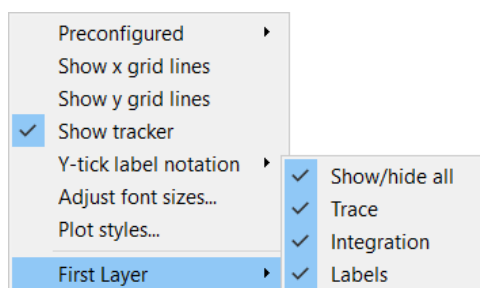 Preconfigured
Show x grid lines
Show y grid lines
Show tracker
Y-tick label notation
Adjust font sizes...
Plot styles...
First Layer
Show/hide all
Trace
Integration
Labels